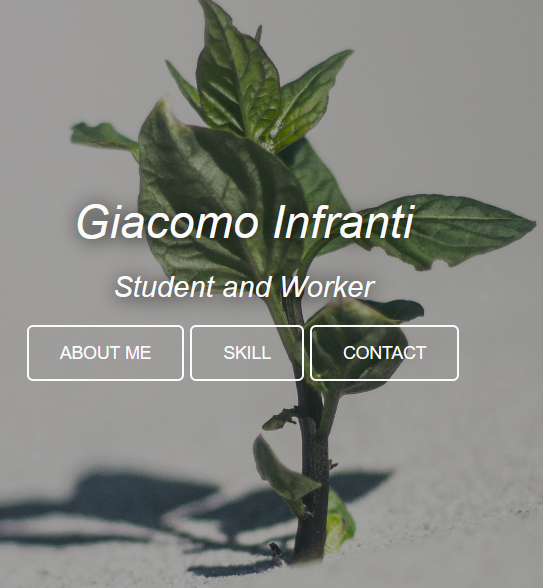 Giacomo Infranti
Student and Worker
ABOUT ME SKILL CONTACT